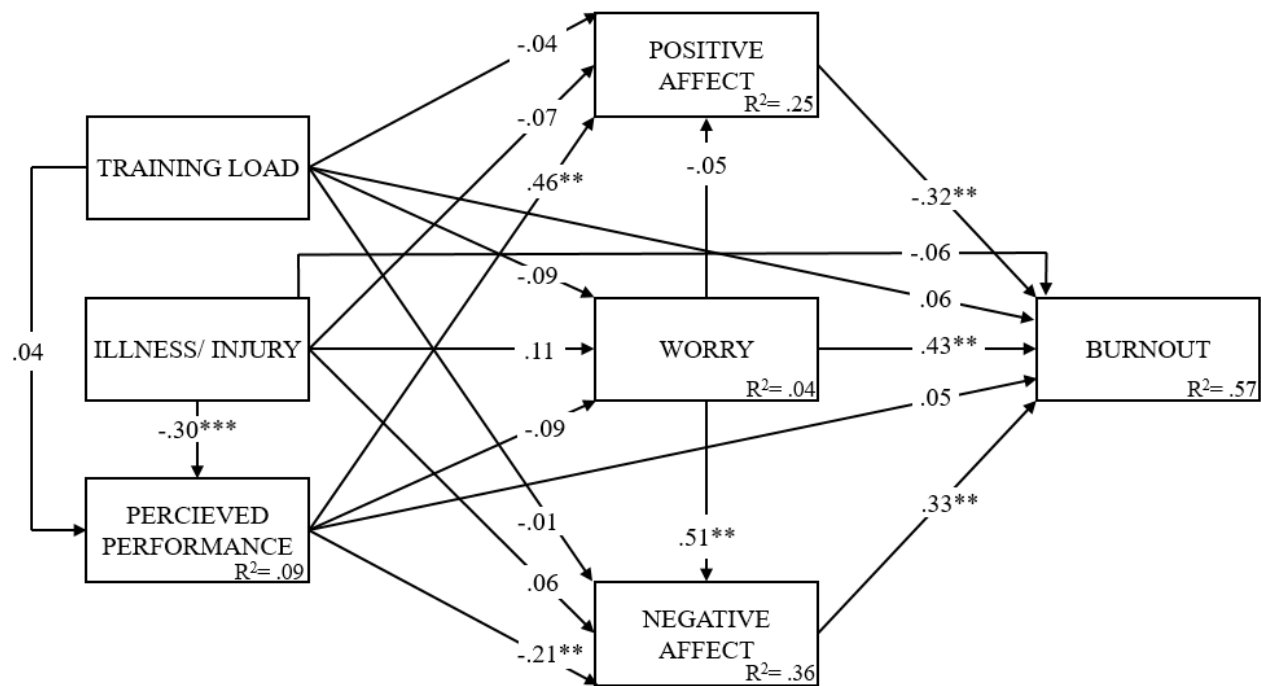 -.04
POSITIVE
AFFECT
R²= .25
-.07
TRAINING LOAD
-.05
.46**
-.32**
-.06
-.09
.06
ILLNESS/ INJURY
.04
.11
WORRY
R²= .04
.43**
BURNOUT
R²= .57
.05
-.30***
-.09
PERCIEVED
PERFORMANCE
R²= .09
-.01
.51**
.33**
.06
-.21**
NEGATIVE
AFFECT
R²= .36